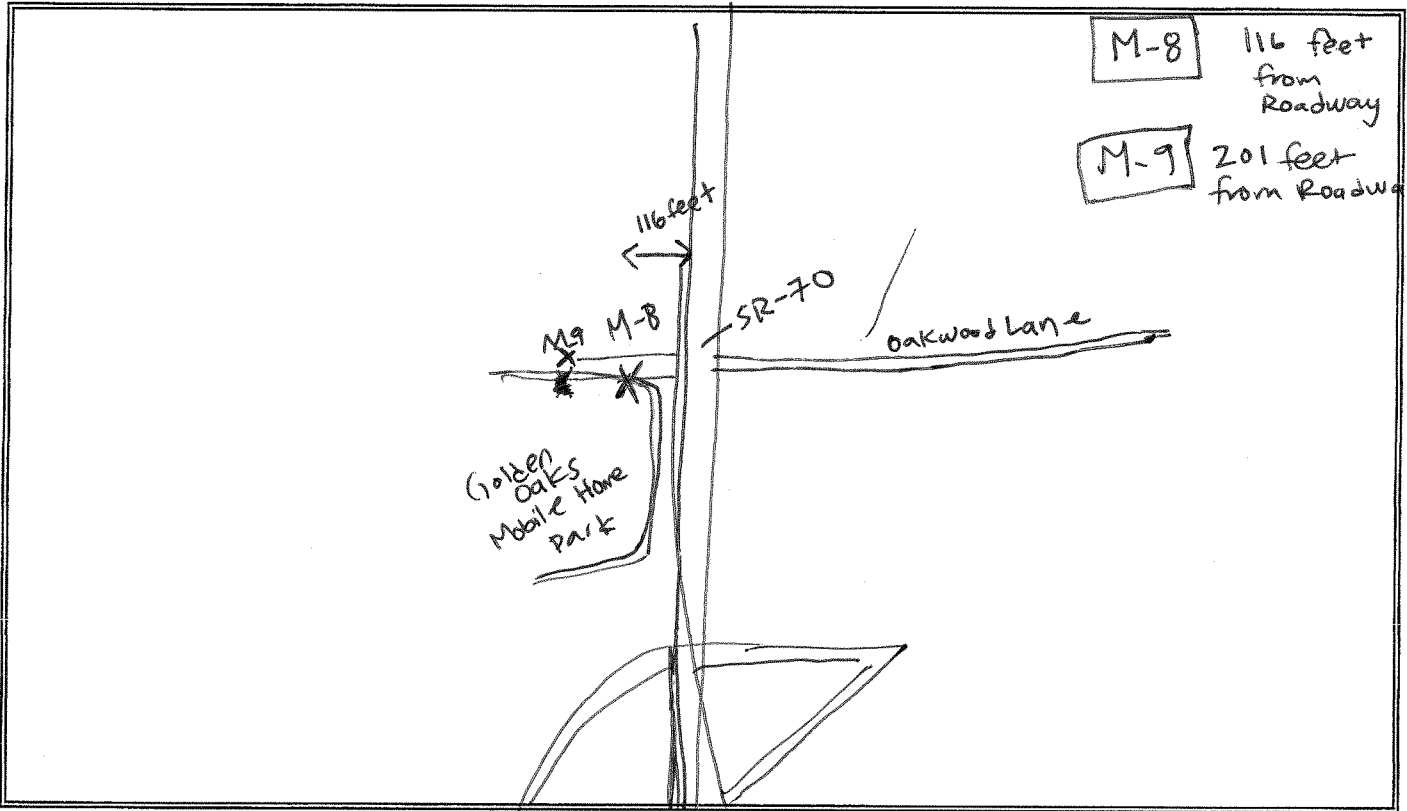 M-8
116 feet
from
Roadway
M-9
201 feet
from Roadwa
116 feet
SR-70
M9
M-8
Oakwood Lane
Golden
Oaks
Mobile Home
Park